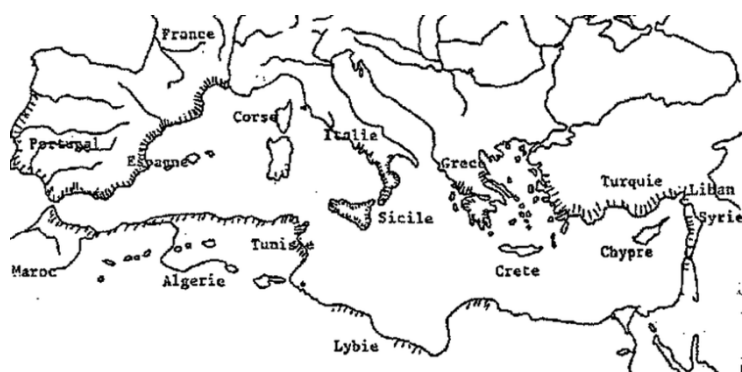 France
Corse
Italie
Portugal
Espagne
Grece
Turquie
Liban
Syrie
Sicile
Tunisie
Chypre
Maroc
Algerie
Crete
Lybie